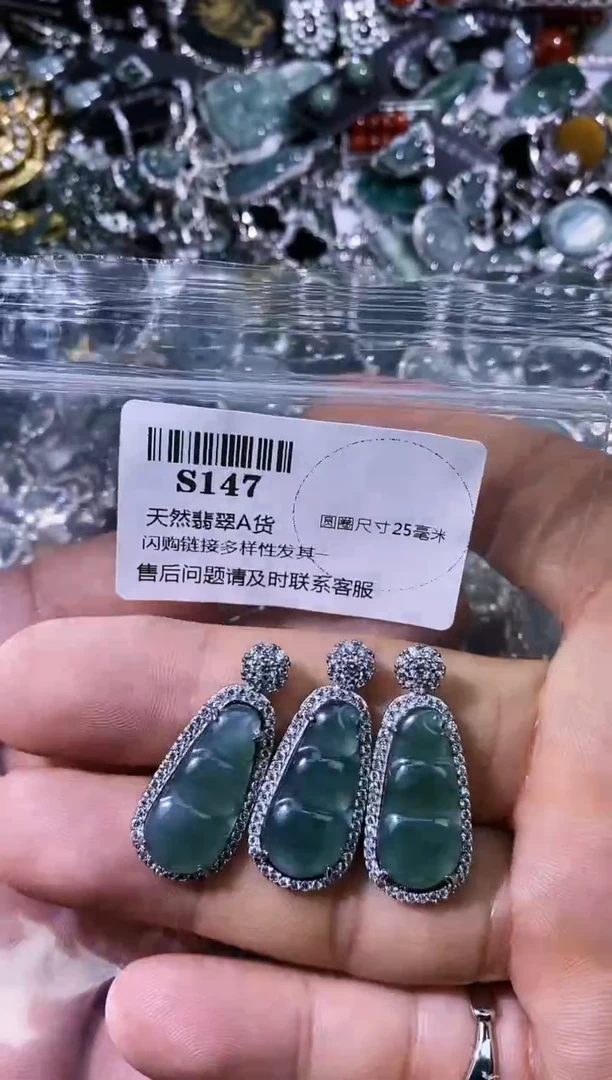 S147
天然翡翠A货
圆圈尺寸25毫米
闪购链接多样性发其一
售后问题请及时联系客服